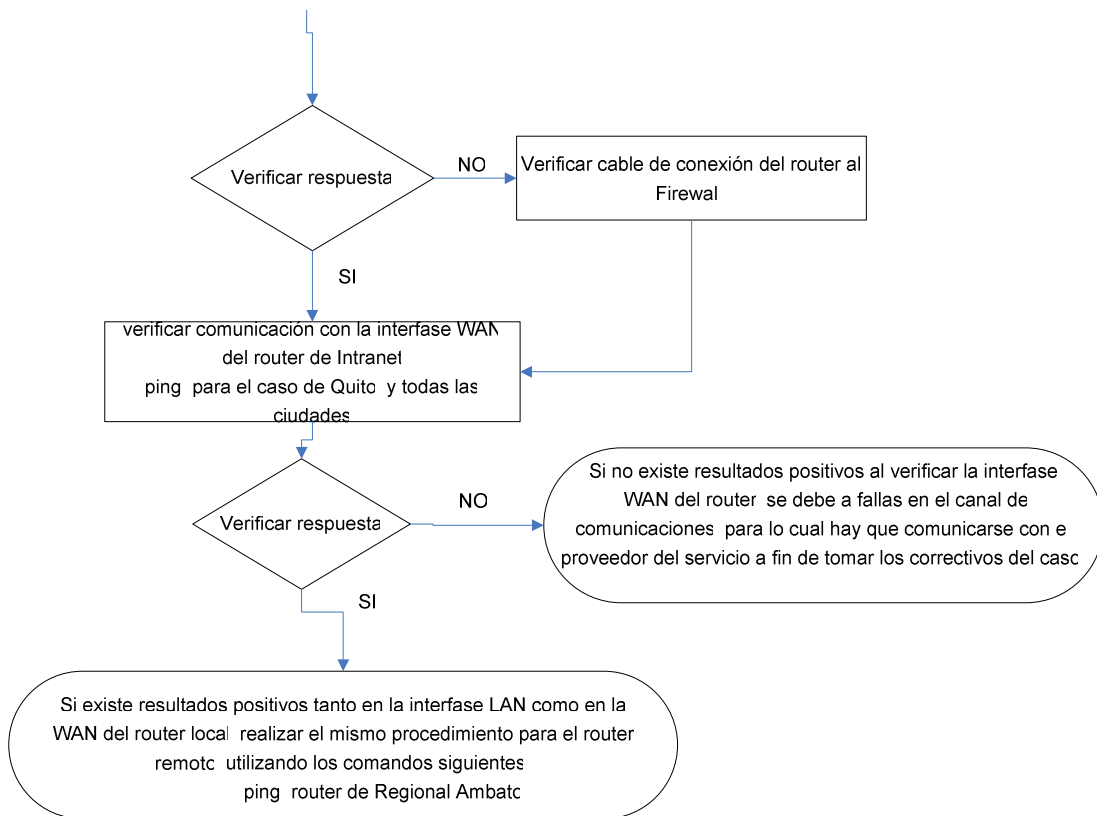 Verificar respuesta
NO
Verificar cable de conexión del router al
Firewal
SI
verificar comunicación con la interfase WAN
del router de Intranet
ping para el caso de Quito y todas las
ciudades
Verificar respuesta
NO
Si no existe resultados positivos al verificar la interfase
WAN del router se debe a fallas en el canal de
comunicaciones para lo cual hay que comunicarse con e
proveedor del servicio a fin de tomar los correctivos del caso
SI
Si existe resultados positivos tanto en la interfase LAN como en la
WAN del router local realizar el mismo procedimiento para el router
remoto utilizando los comandos siguientes
ping router de Regional Ambato